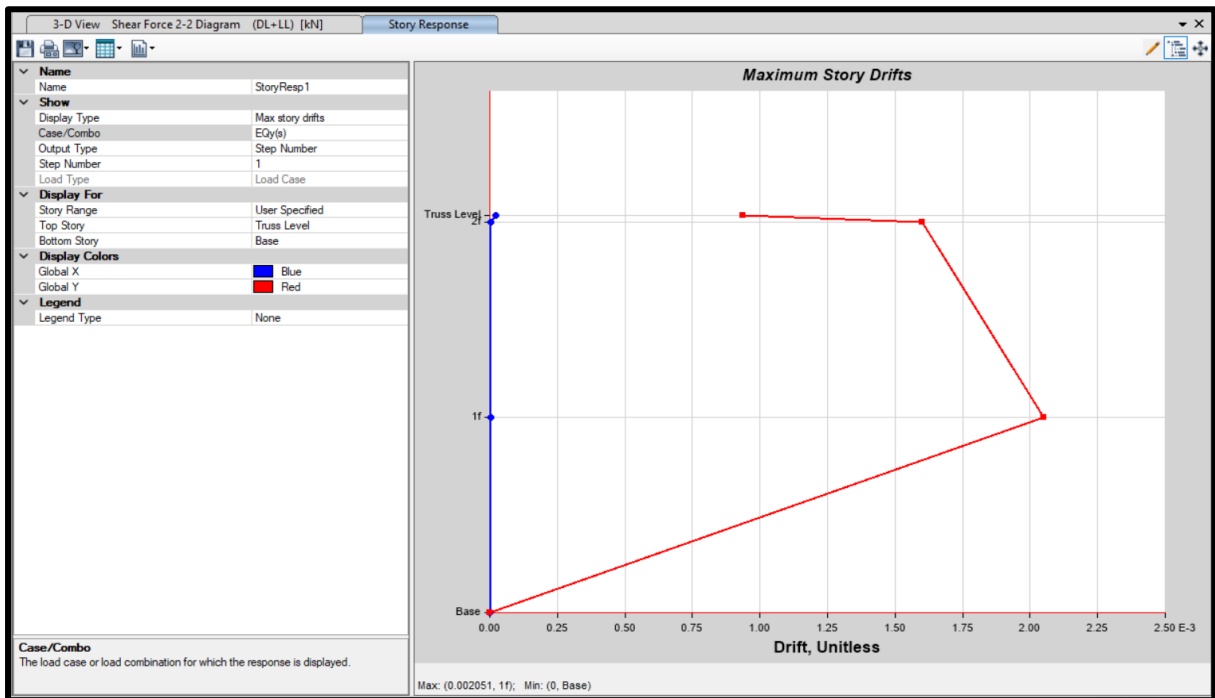 3-D View Shear Force 2-2 Diagram (DL+LL) [kN]
Story Response
Name
Name StoryResp1
Show
Display Type Max story drifts
Case/Combo EQy(s)
Output Type Step Number
Step Number 1
Load Type Load Case
Display For
Story Range User Specified
Top Story Truss Level
Bottom Story Base
Display Colors
Global X Blue
Global Y Red
Legend
Legend Type None
Case/Combo
The load case or load combination for which the response is displayed.
Maximum Story Drifts
Truss Level
2f
1f
Base
0.00 0.25 0.50 0.75 1.00 1.25 1.50 1.75 2.00 2.25 2.50 E-3
Drift, Unitless
Max: (0.002051, 1f); Min: (0, Base)